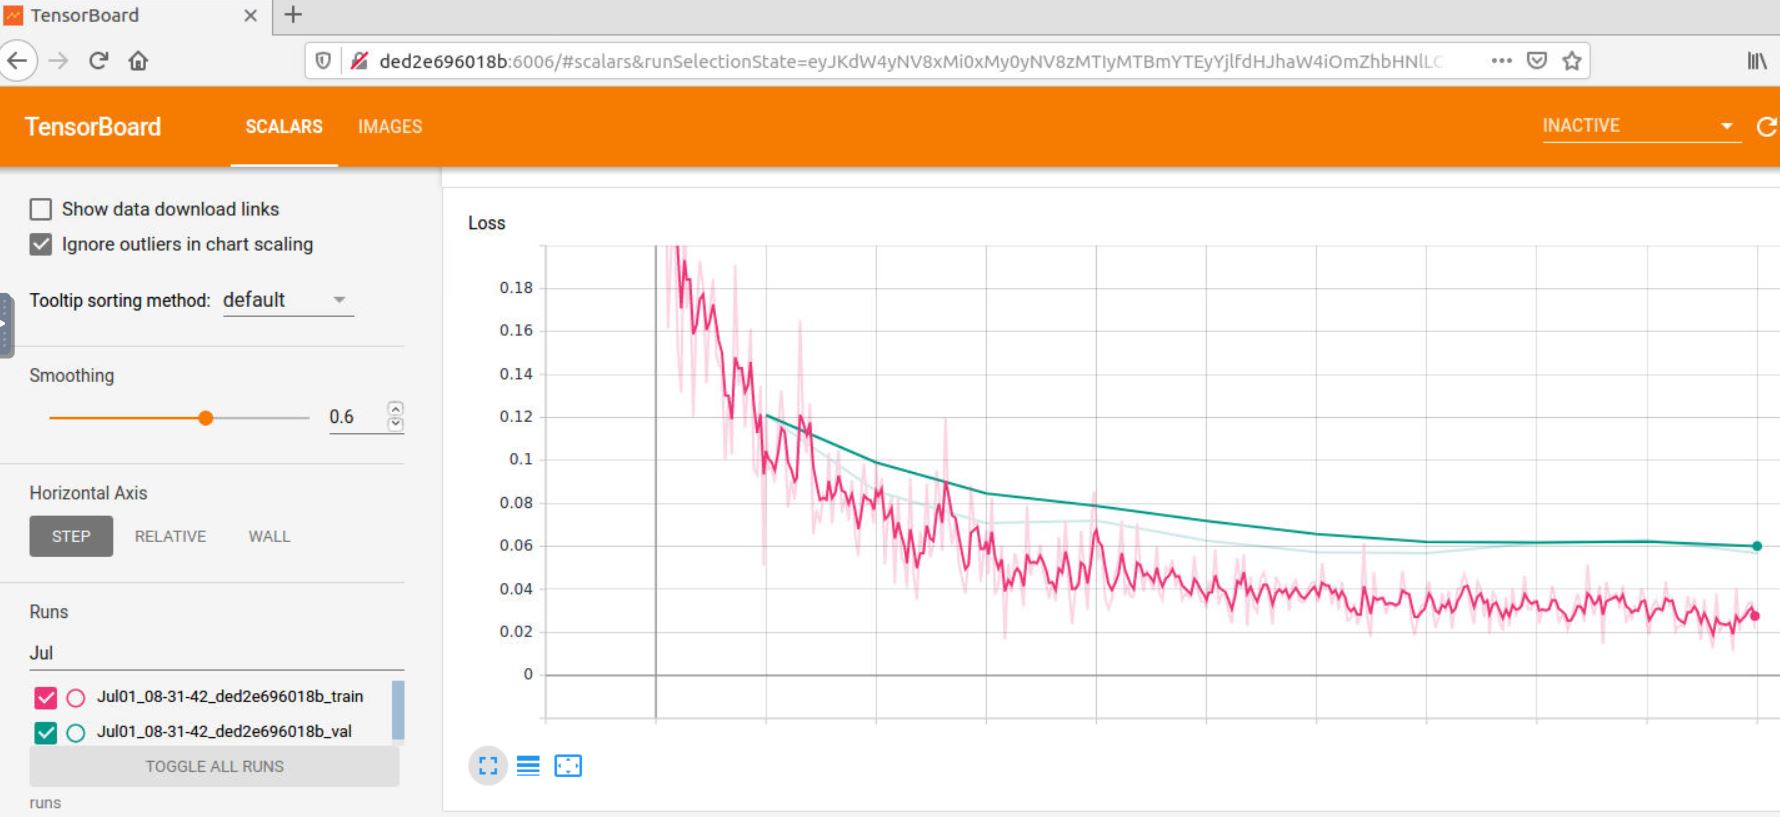 TensorBoard
ded2e696018b:6006/#scalars&runSelectionState=eyJKdW4yNV8xMi0xMy0yNV8zMTIyMTBmYTEyYjlfdHJhaW4iOmZhbHNlLC
TensorBoard SCALARS IMAGES INACTIVE
Show data download links
Ignore outliers in chart scaling
Tooltip sorting method: default
Smoothing
0.6
Horizontal Axis
STEP RELATIVE WALL
Runs
Jul
Jul01_08-31-42_ded2e696018b_train
Jul01_08-31-42_ded2e696018b_val
TOGGLE ALL RUNS
runs
Loss
0.18
0.16
0.14
0.12
0.1
0.08
0.06
0.04
0.02
0